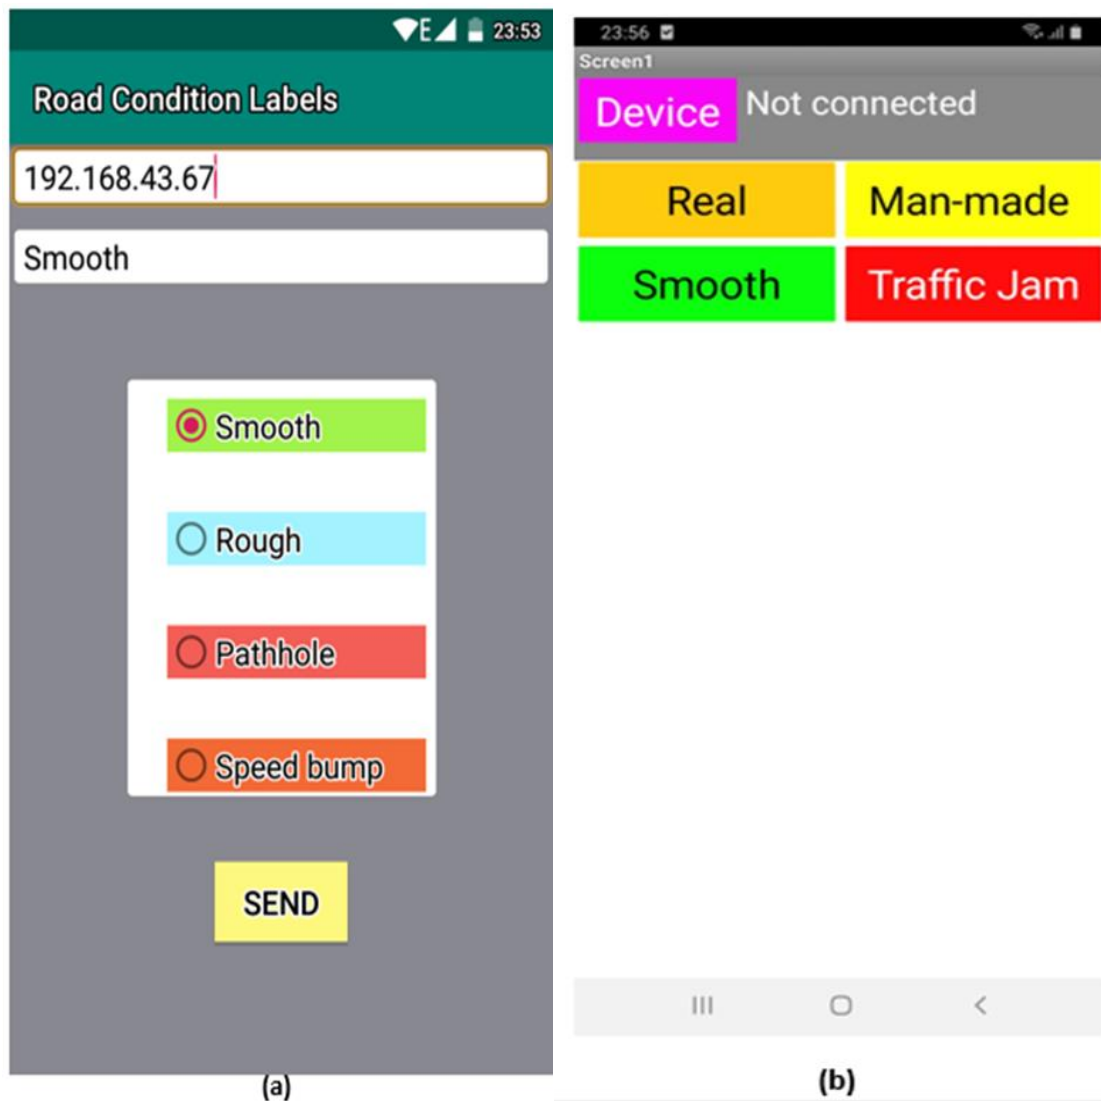 E 23:53
Road Condition Labels
192.168.43.67
Smooth
Smooth
Rough
Pathhole
Speed bump
SEND
(a)
23:56
Screen1
Device Not connected
Real Man-made
Smooth Traffic Jam
(b)